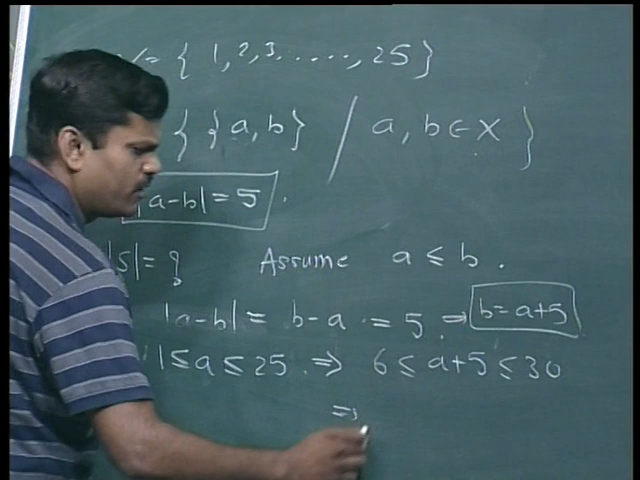 = { 1, 2, 3, ....., 25 }
{ { a, b } / a, b ∈ X }
|a-b| = 5 .
|s| = ? Assume a ≤ b .
|a-b| = b-a = 5 . ⇒ b = a+5
1 ≤ a ≤ 25 . ⇒ 6 ≤ a+5 ≤ 30
⇒